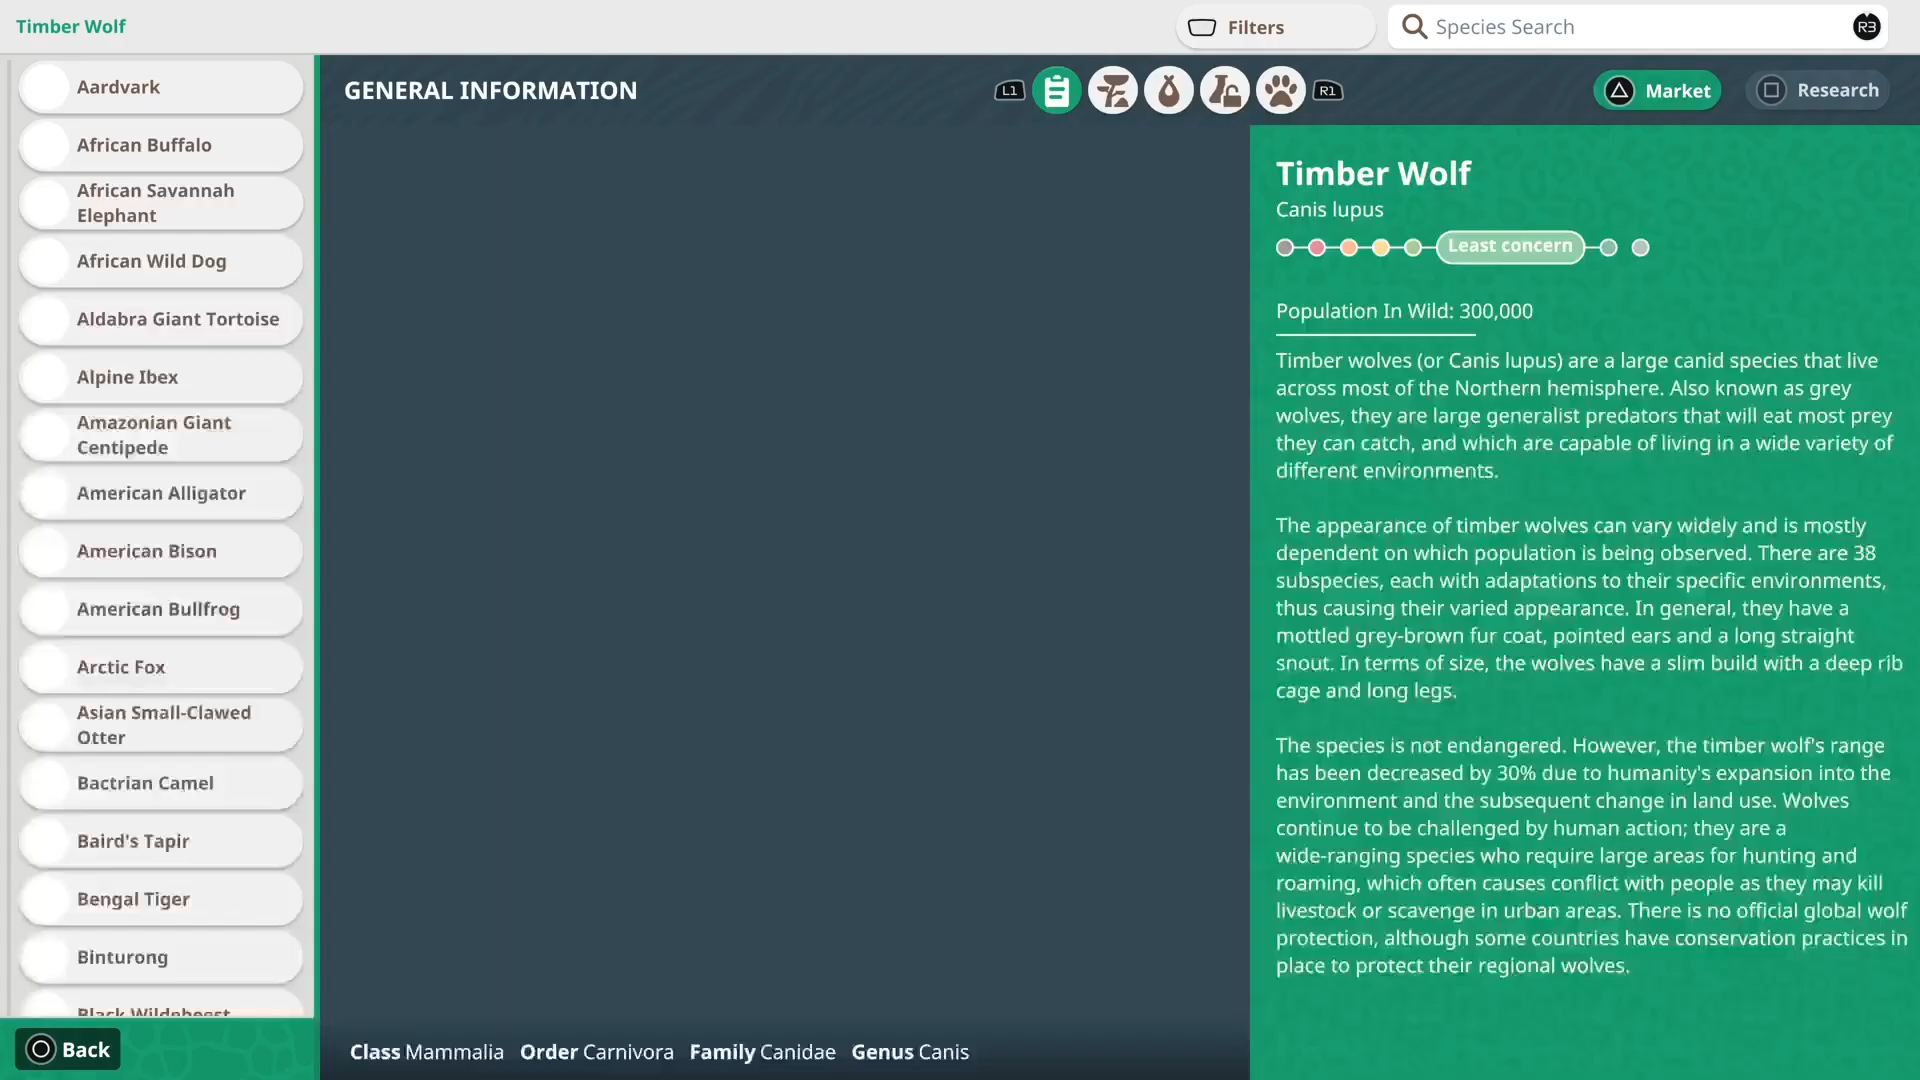 Timber Wolf
Filters
Species Search
R3
Aardvark
African Buffalo
African Savannah
Elephant
African Wild Dog
Aldabra Giant Tortoise
Alpine Ibex
Amazonian Giant
Centipede
American Alligator
American Bison
American Bullfrog
Arctic Fox
Asian Small-Clawed
Otter
Bactrian Camel
Baird's Tapir
Bengal Tiger
Binturong
Black Wildebeest
Back
GENERAL INFORMATION
L1
R1
Market
Research
Timber Wolf
Canis lupus
Least concern
Population In Wild: 300,000
Timber wolves (or Canis lupus) are a large canid species that live
across most of the Northern hemisphere. Also known as grey
wolves, they are large generalist predators that will eat most prey
they can catch, and which are capable of living in a wide variety of
different environments.
The appearance of timber wolves can vary widely and is mostly
dependent on which population is being observed. There are 38
subspecies, each with adaptations to their specific environments,
thus causing their varied appearance. In general, they have a
mottled grey-brown fur coat, pointed ears and a long straight
snout. In terms of size, the wolves have a slim build with a deep rib
cage and long legs.
The species is not endangered. However, the timber wolf's range
has been decreased by 30% due to humanity's expansion into the
environment and the subsequent change in land use. Wolves
continue to be challenged by human action; they are a
wide-ranging species who require large areas for hunting and
roaming, which often causes conflict with people as they may kill
livestock or scavenge in urban areas. There is no official global wolf
protection, although some countries have conservation practices in
place to protect their regional wolves.
Class Mammalia Order Carnivora Family Canidae Genus Canis